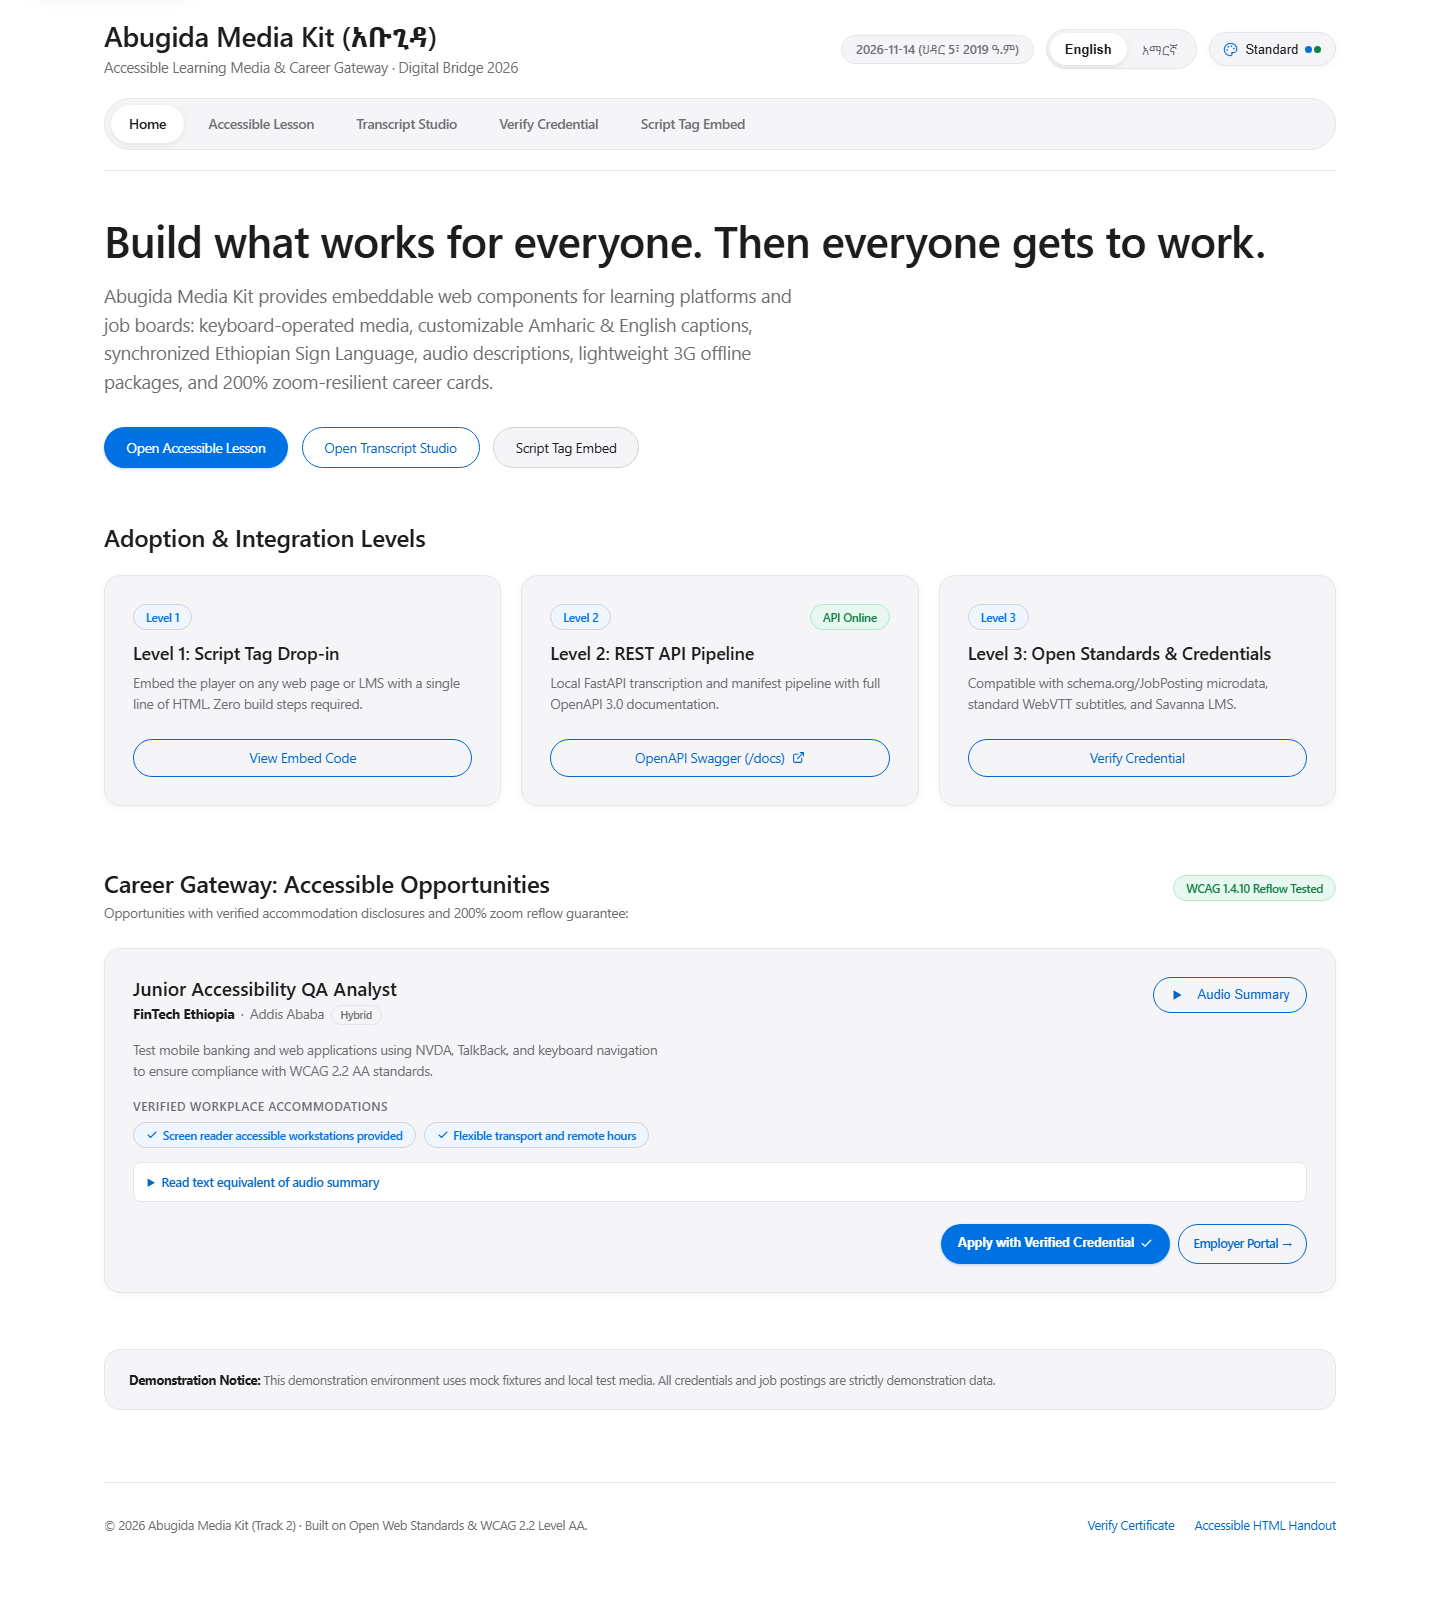 Abugida Media Kit (አቡጊዳ)
Accessible Learning Media & Career Gateway · Digital Bridge 2026
2026-11-14 (ህዳር 5፣ 2019 ዓ.ም)
English
አማርኛ
Standard
Home
Accessible Lesson
Transcript Studio
Verify Credential
Script Tag Embed
Build what works for everyone. Then everyone gets to work.
Abugida Media Kit provides embeddable web components for learning platforms and
job boards: keyboard-operated media, customizable Amharic & English captions,
synchronized Ethiopian Sign Language, audio descriptions, lightweight 3G offline
packages, and 200% zoom-resilient career cards.
Open Accessible Lesson
Open Transcript Studio
Script Tag Embed
Adoption & Integration Levels
Level 1
Level 1: Script Tag Drop-in
Embed the player on any web page or LMS with a single
line of HTML. Zero build steps required.
View Embed Code
Level 2
API Online
Level 2: REST API Pipeline
Local FastAPI transcription and manifest pipeline with full
OpenAPI 3.0 documentation.
OpenAPI Swagger (/docs)
Level 3
Level 3: Open Standards & Credentials
Compatible with schema.org/JobPosting microdata,
standard WebVTT subtitles, and Savanna LMS.
Verify Credential
Career Gateway: Accessible Opportunities
WCAG 1.4.10 Reflow Tested
Opportunities with verified accommodation disclosures and 200% zoom reflow guarantee:
Junior Accessibility QA Analyst
FinTech Ethiopia · Addis Ababa Hybrid
▶ Audio Summary
Test mobile banking and web applications using NVDA, TalkBack, and keyboard navigation
to ensure compliance with WCAG 2.2 AA standards.
VERIFIED WORKPLACE ACCOMMODATIONS
✓ Screen reader accessible workstations provided
✓ Flexible transport and remote hours
▶ Read text equivalent of audio summary
Apply with Verified Credential ✓
Employer Portal →
Demonstration Notice: This demonstration environment uses mock fixtures and local test media. All credentials and job postings are strictly demonstration data.
© 2026 Abugida Media Kit (Track 2) · Built on Open Web Standards & WCAG 2.2 Level AA.
Verify Certificate
Accessible HTML Handout